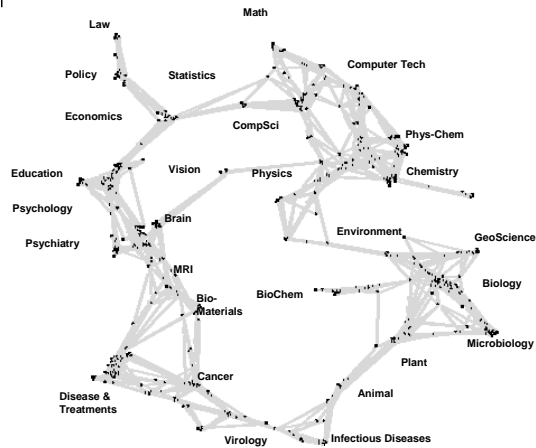 Math
Law
Computer Tech
Policy
Statistics
Economics
CompSci
Phys-Chem
Education
Vision
Physics
Chemistry
Psychology
Brain
Environment
GeoScience
Psychiatry
MRI
Biology
BioChem
Bio-
Materials
Microbiology
Plant
Cancer
Animal
Disease &
Treatments
Virology
Infectious Diseases